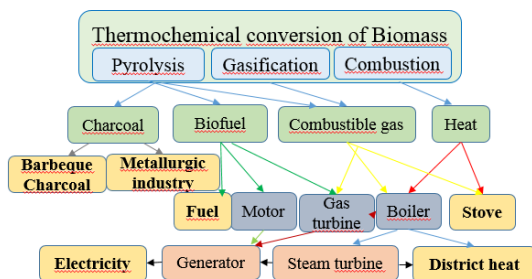 Thermochemical conversion of Biomass
Pyrolysis
Gasification
Combustion
Charcoal
Biofuel
Combustible gas
Heat
Barbeque
Charcoal
Metallurgic
industry
Fuel
Motor
Gas
turbine
Boiler
Stove
Electricity
Generator
Steam turbine
District heat